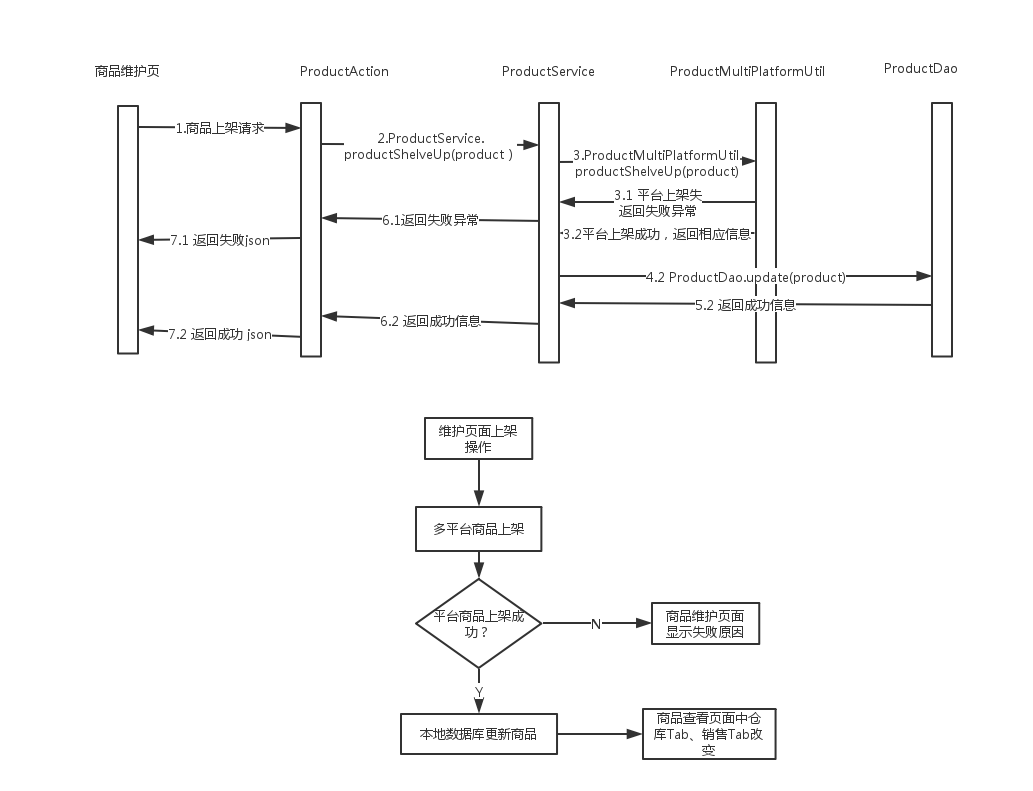 商品维护页
ProductAction
ProductService
ProductMultiPlatformUtil
ProductDao
1.商品上架请求
2.ProductService.
productShelveUp(product )
3.ProductMultiPlatformUtil.
productShelveUp(product)
3.1 平台上架失
返回失败异常
6.1返回失败异常
7.1 返回失败json
3.2平台上架成功，返回相应信息
4.2 ProductDao.update(product)
5.2 返回成功信息
6.2 返回成功信息
7.2 返回成功 json
维护页面上架
操作
多平台商品上架
平台商品上架成
功？
N
商品维护页面
显示失败原因
Y
本地数据库更新商品
商品查看页面中仓
库Tab、销售Tab改
变